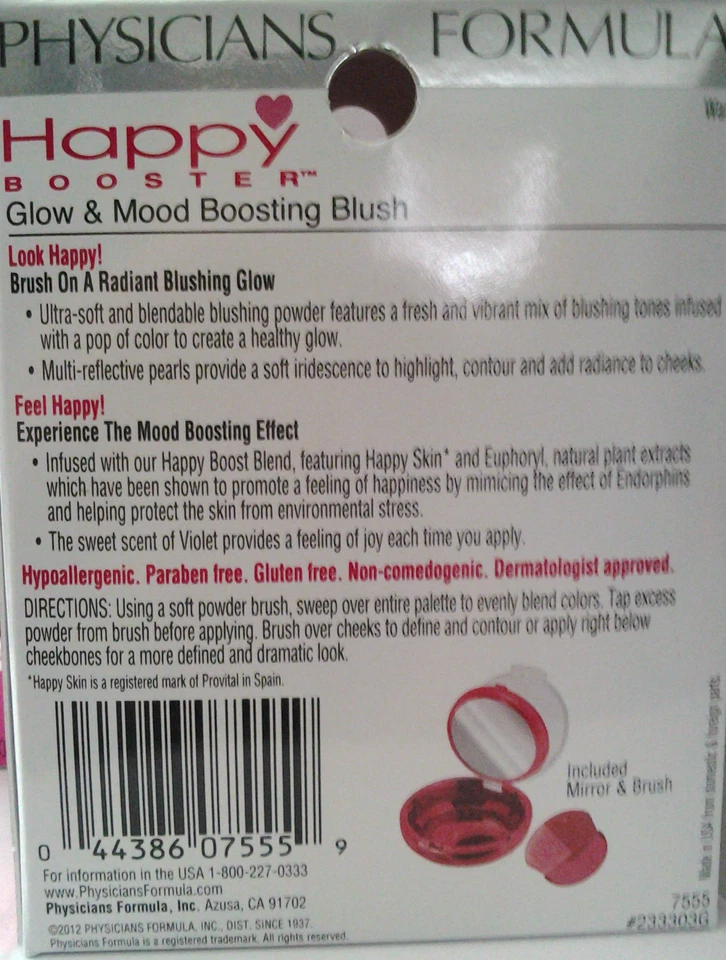 PHYSICIANS FORMULA
Happy
BOOSTER™
Glow & Mood Boosting Blush
Look Happy!
Brush On A Radiant Blushing Glow
• Ultra-soft and blendable blushing powder features a fresh and vibrant mix of blushing tones infused
with a pop of color to create a healthy glow.
• Multi-reflective pearls provide a soft iridescence to highlight, contour and add radiance to cheeks.
Feel Happy!
Experience The Mood Boosting Effect
• Infused with our Happy Boost Blend, featuring Happy Skin* and Euphoryl, natural plant extracts
which have been shown to promote a feeling of happiness by mimicing the effect of Endorphins
and helping protect the skin from environmental stress.
• The sweet scent of Violet provides a feeling of joy each time you apply.
Hypoallergenic. Paraben free. Gluten free. Non-comedogenic. Dermatologist approved.
DIRECTIONS: Using a soft powder brush, sweep over entire palette to evenly blend colors. Tap excess
powder from brush before applying. Brush over cheeks to define and contour or apply right below
cheekbones for a more defined and dramatic look.
*Happy Skin is a registered mark of Provital in Spain.
Included
Mirror & Brush
0 44386 07555 9
For information in the USA 1-800-227-0333
www.PhysiciansFormula.com
Physicians Formula, Inc. Azusa, CA 91702
©2012 PHYSICIANS FORMULA, INC., DIST. SINCE 1937.
Physicians Formula is a registered trademark. All rights reserved.
7555
#233303G
Made in USA from domestic & foreign parts.